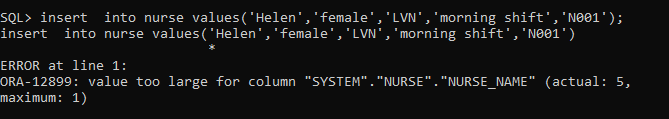 SQL> insert  into nurse values('Helen','female','LVN','morning shift','N001');
insert  into nurse values('Helen','female','LVN','morning shift','N001')
                          *
ERROR at line 1:
ORA-12899: value too large for column "SYSTEM"."NURSE"."NURSE_NAME" (actual: 5,
maximum: 1)